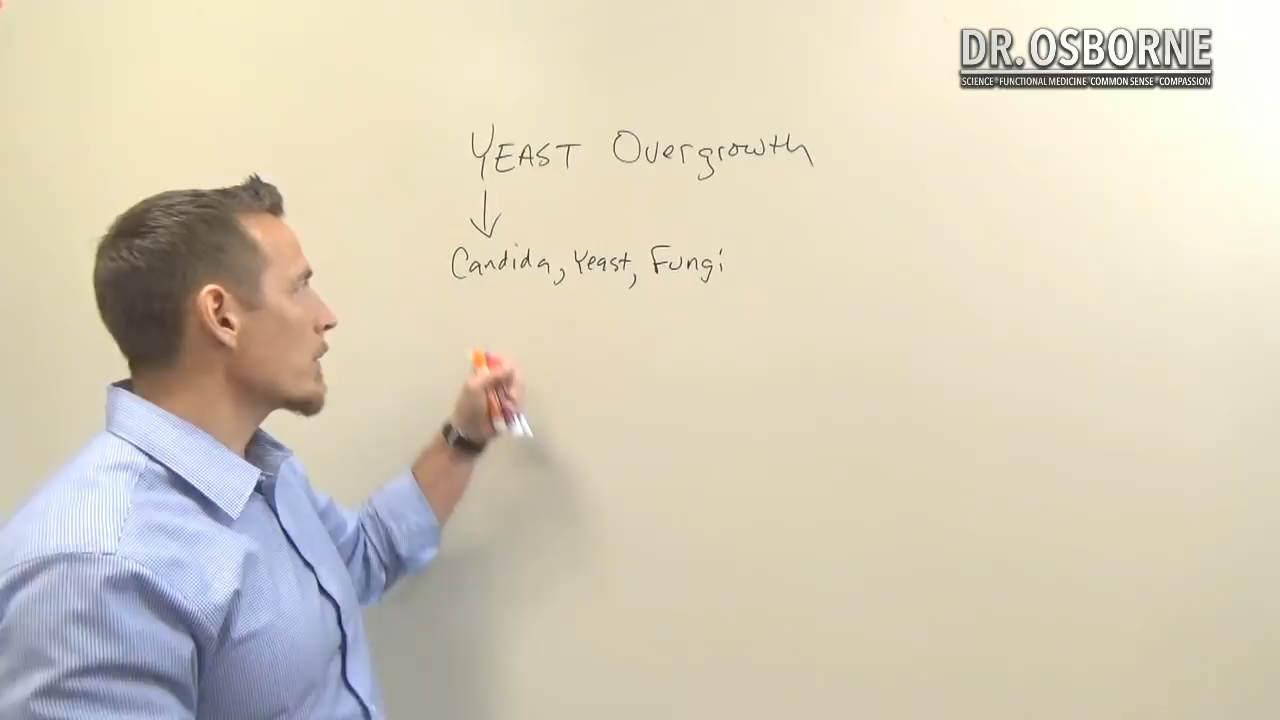 DR. OSBORNE
SCIENCE*FUNCTIONAL MEDICINE*COMMON SENSE*COMPASSION
YEAST Overgrowth
Candida, Yeast, Fungi